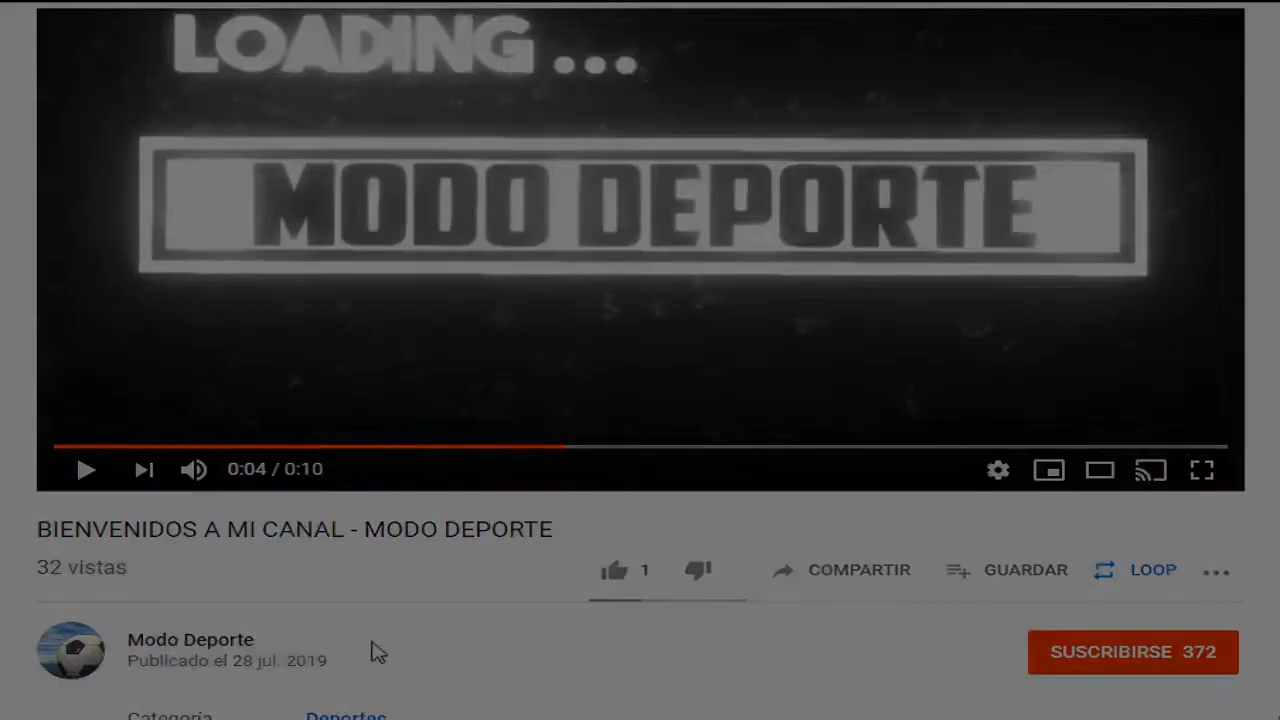 LOADING ...
MODO DEPORTE
0:04 / 0:10
BIENVENIDOS A MI CANAL - MODO DEPORTE
32 vistas
1 COMPARTIR GUARDAR LOOP
Modo Deporte
Publicado el 28 jul. 2019
SUSCRIBIRSE 372
Categoría Deportes